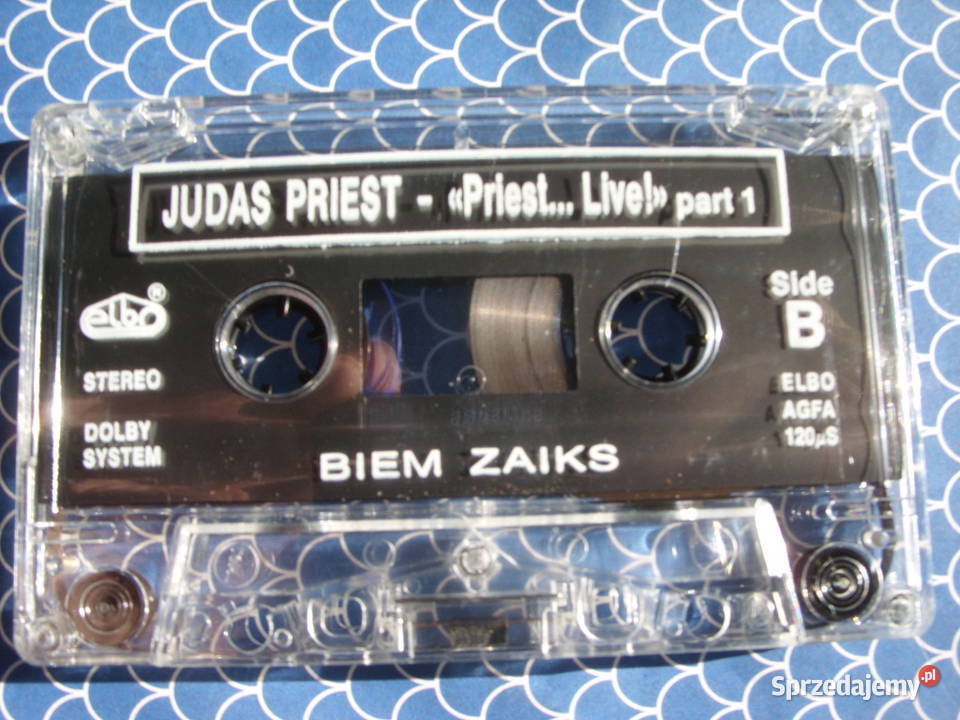 JUDAS PRIEST - «Priest... Live!» part 1
elbo®
STEREO
DOLBY
SYSTEM
Side
B
ELBO
AGFA
120µS
BIEM ZAIKS
Sprzedajemy.pl